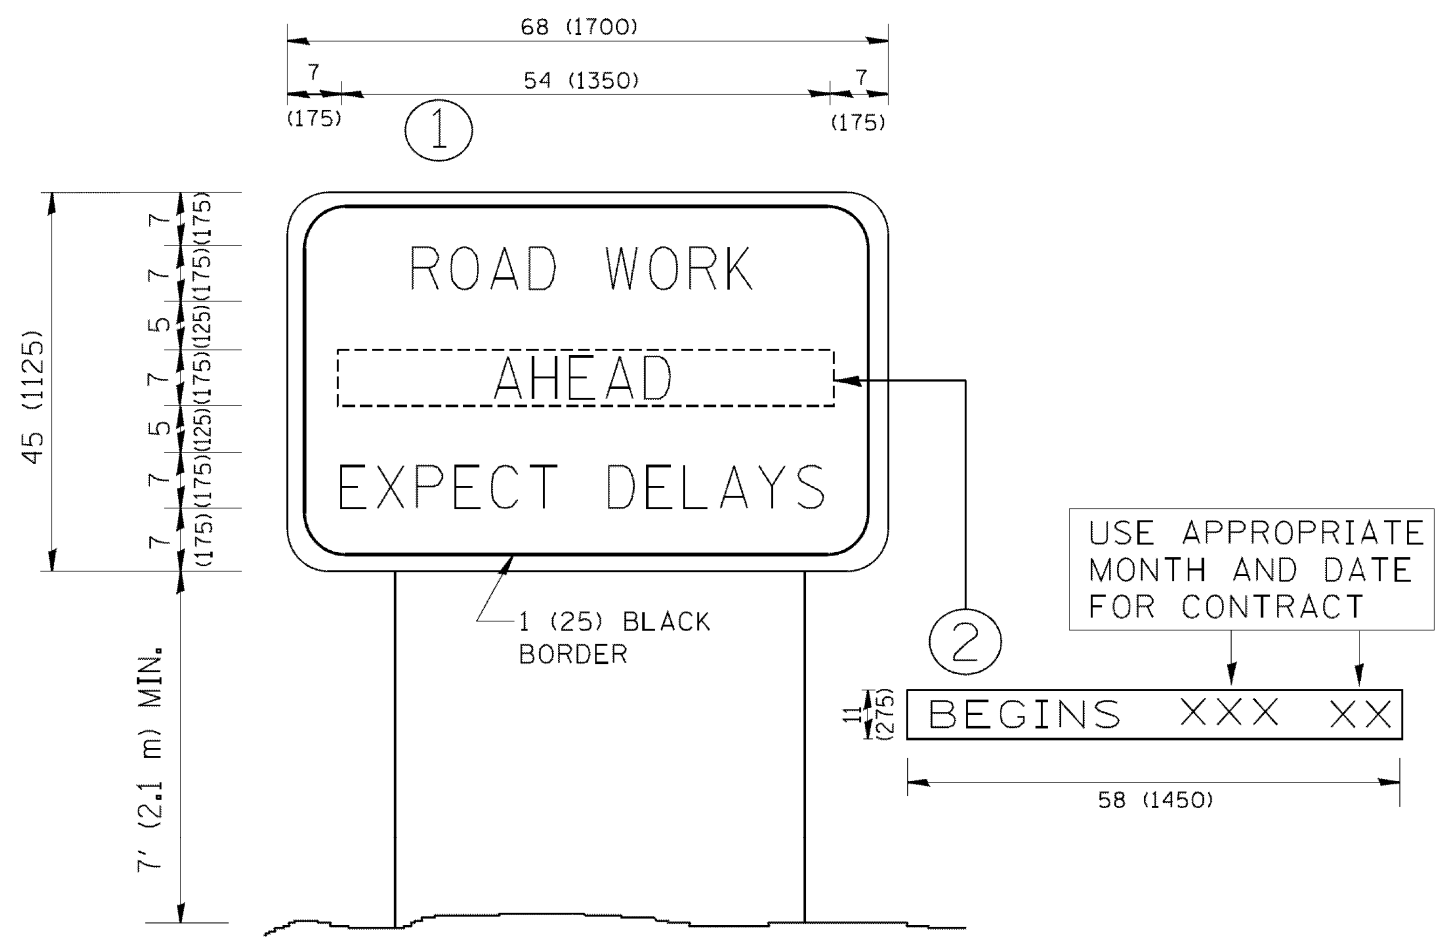 68 (1700)
7
54 (1350)
7
(175)
(175)
1
45 (1125)
7
(175)
7
(175)
5
(125)
7
(175)
5
(125)
7
(175)
7
(175)
ROAD WORK
AHEAD
EXPECT DELAYS
1 (25) BLACK
BORDER
7' (2.1 m) MIN.
USE APPROPRIATE
MONTH AND DATE
FOR CONTRACT
2
11
(275)
BEGINS XXX XX
58 (1450)